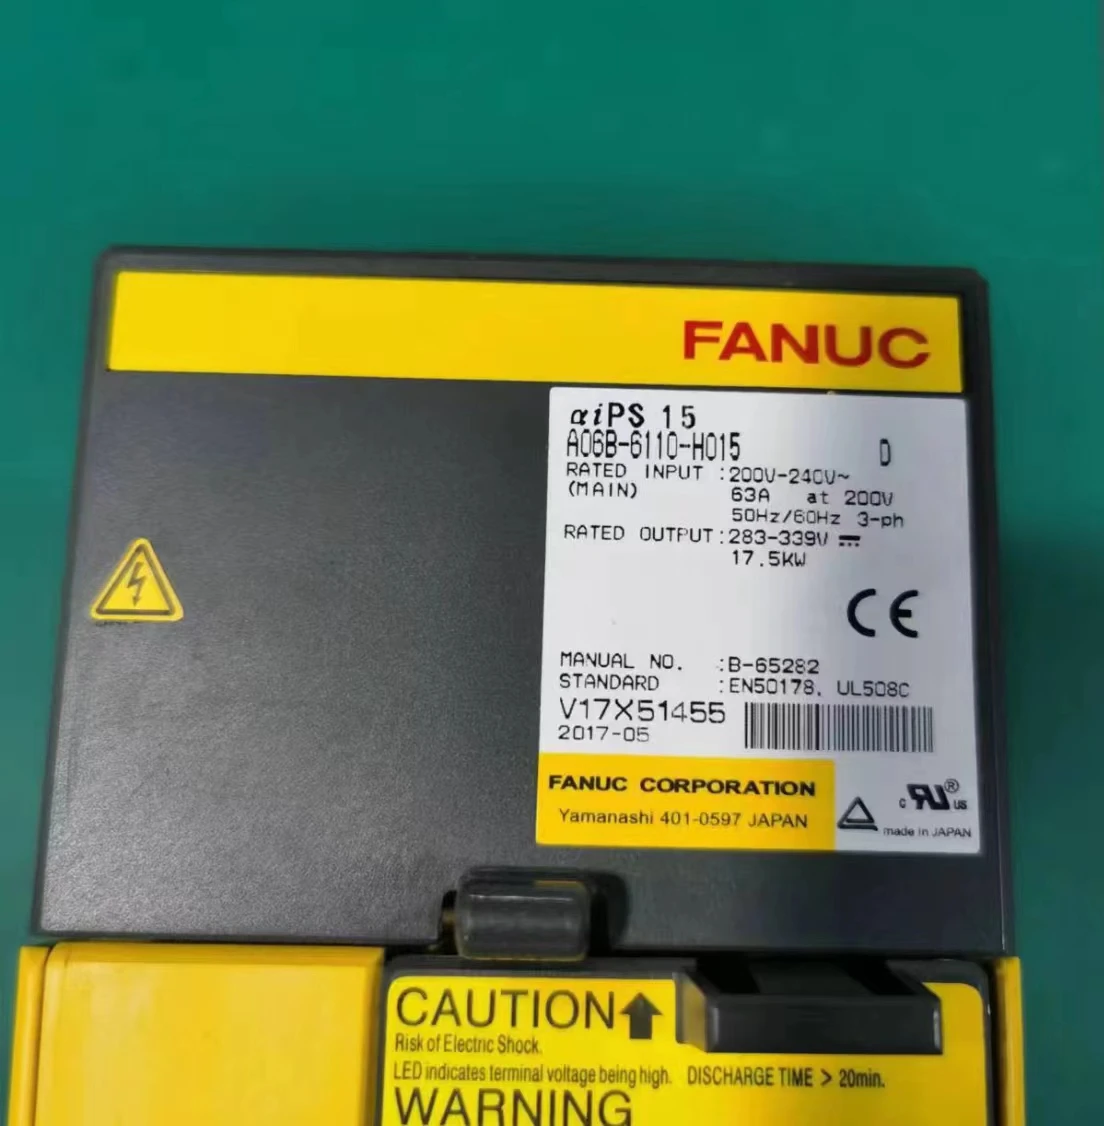 FANUC
αiPS 15
A06B-6110-H015 D
RATED INPUT :200V-240V~
(MAIN) 63A at 200V
50Hz/60Hz 3-ph
RATED OUTPUT:283-339V ⎓
17.5KW
CE
MANUAL NO. :B-65282
STANDARD :EN50178, UL508C
V17X51455
2017-05
FANUC CORPORATION
Yamanashi 401-0597 JAPAN
c RU® us
made in JAPAN
CAUTION
Risk of Electric Shock.
LED indicates terminal voltage being high. DISCHARGE TIME > 20min.
WARNING